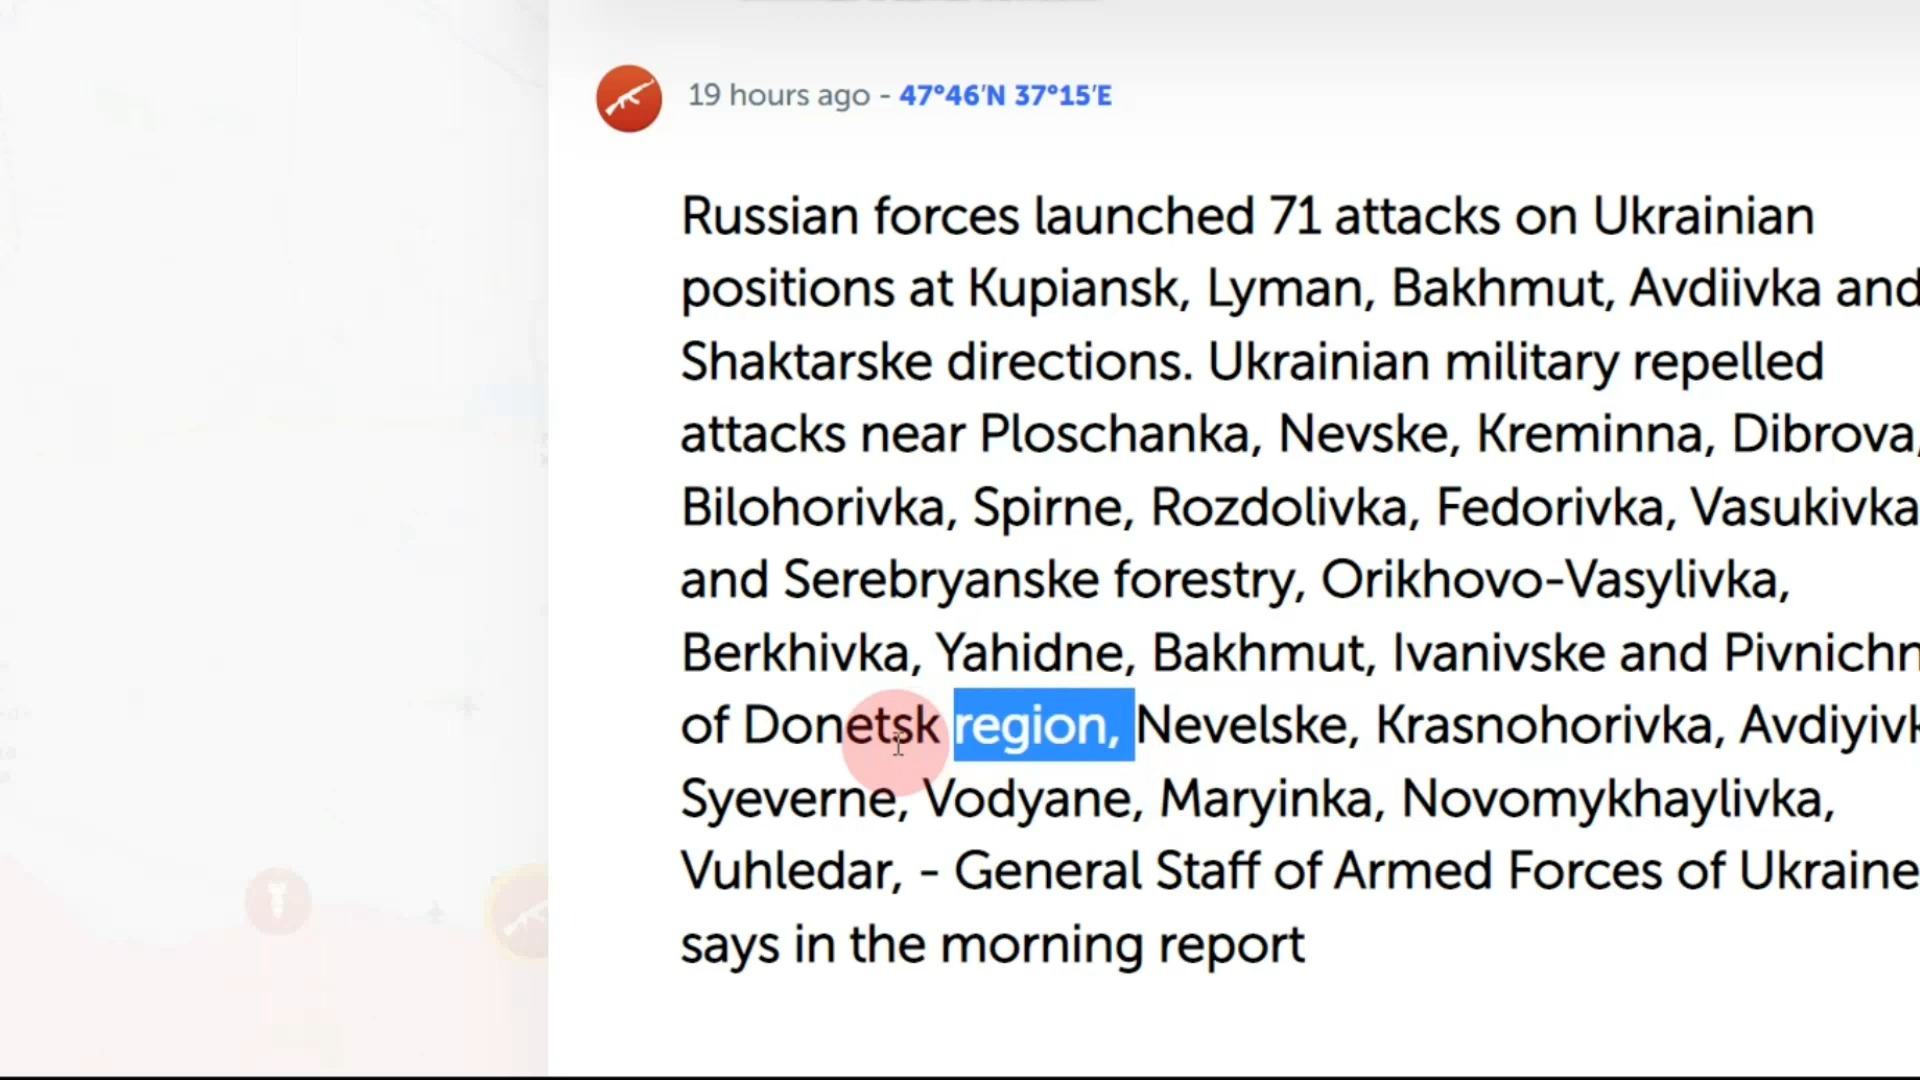 19 hours ago - 47°46′N 37°15′E
Russian forces launched 71 attacks on Ukrainian
positions at Kupiansk, Lyman, Bakhmut, Avdiivka and
Shaktarske directions. Ukrainian military repelled
attacks near Ploschanka, Nevske, Kreminna, Dibrova,
Bilohorivka, Spirne, Rozdolivka, Fedorivka, Vasukivka
and Serebryanske forestry, Orikhovo-Vasylivka,
Berkhivka, Yahidne, Bakhmut, Ivanivske and Pivnichn
of Donetsk region, Nevelske, Krasnohorivka, Avdiyivk
Syeverne, Vodyane, Maryinka, Novomykhaylivka,
Vuhledar, - General Staff of Armed Forces of Ukraine
says in the morning report